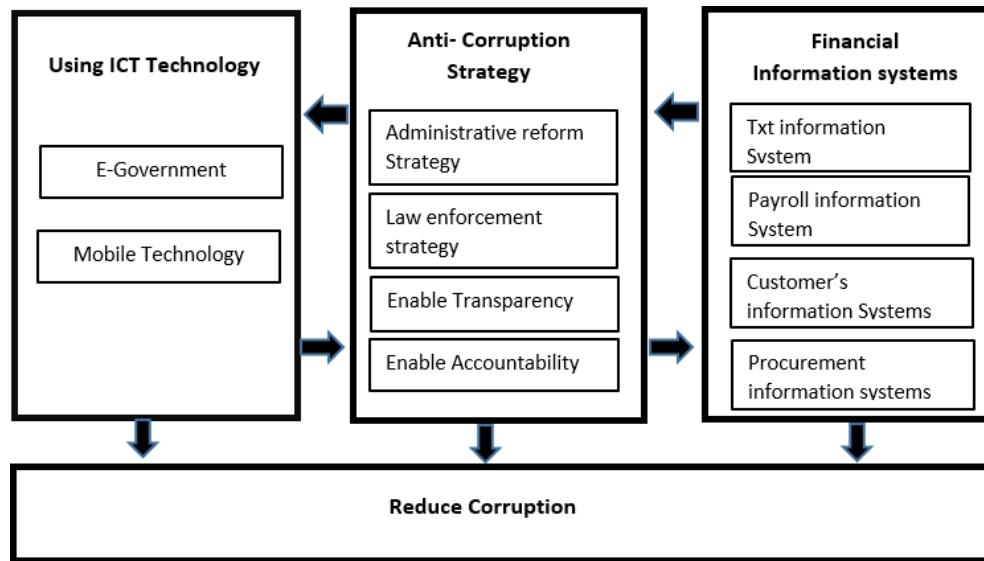 Using ICT Technology
E-Government
Mobile Technology
Anti- Corruption
Strategy
Administrative reform
Strategy
Law enforcement
strategy
Enable Transparency
Enable Accountability
Financial
Information systems
Txt information
System
Payroll information
System
Customer’s
information Systems
Procurement
information systems
Reduce Corruption